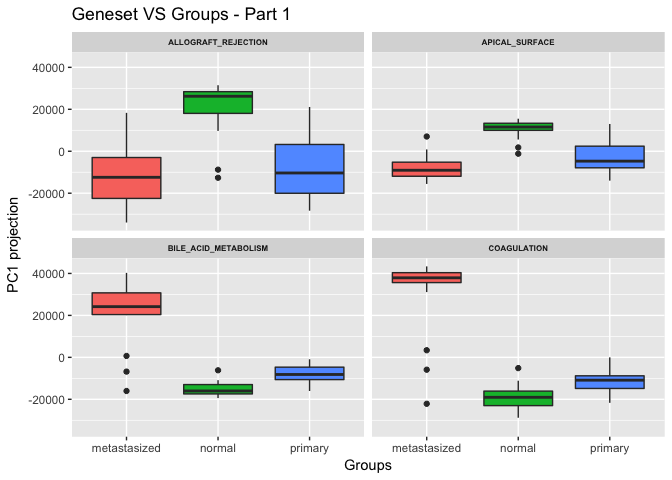 Geneset VS Groups - Part 1
ALLOGRAFT_REJECTION
APICAL_SURFACE
40000
20000
0
-20000
BILE_ACID_METABOLISM
COAGULATION
40000
20000
0
-20000
PC1 projection
metastasized normal primary
metastasized normal primary
Groups